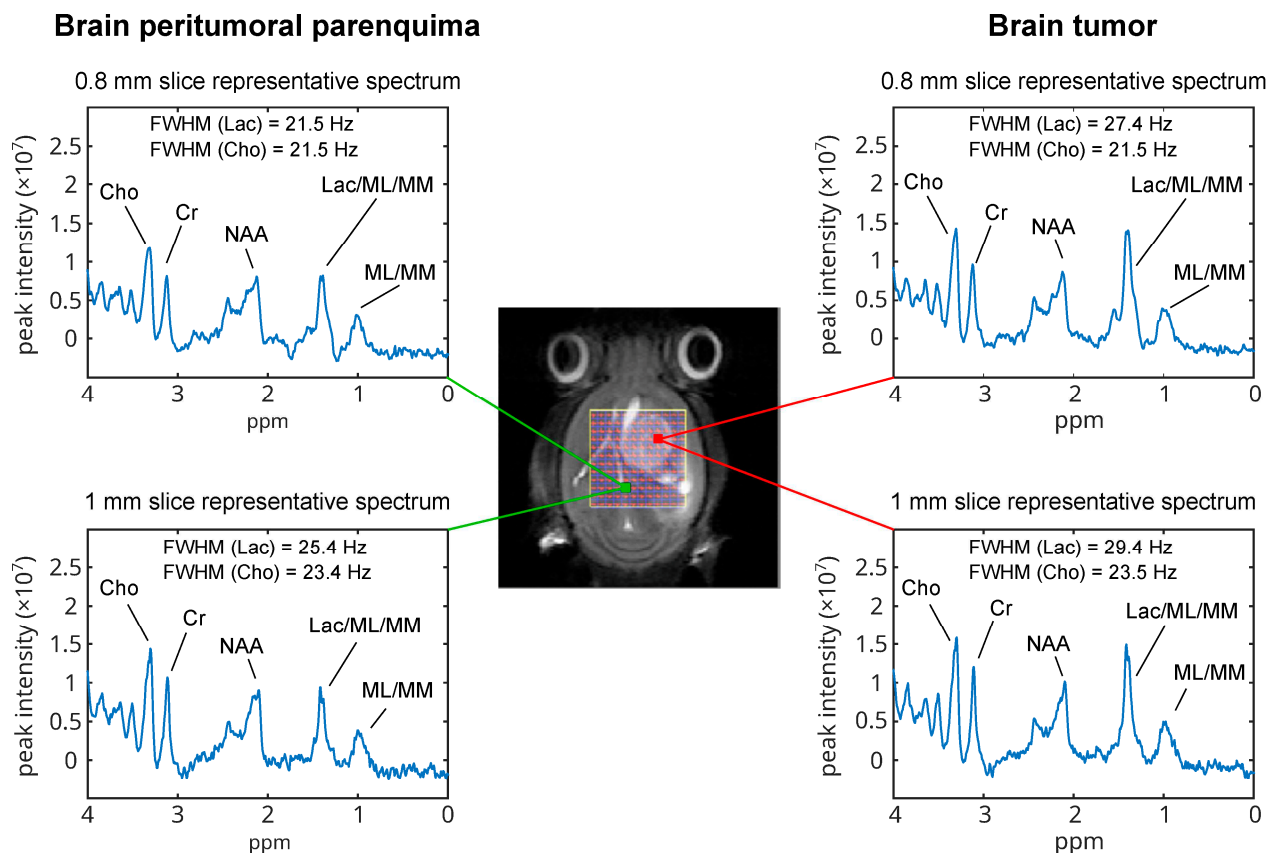 Brain peritumoral parenquima
Brain tumor
0.8 mm slice representative spectrum
FWHM (Lac) = 21.5 Hz
FWHM (Cho) = 21.5 Hz
Cho
Cr
NAA
Lac/ML/MM
ML/MM
peak intensity (×10⁷)
2.5
2
1.5
1
0.5
0
4
3
2
1
0
ppm
0.8 mm slice representative spectrum
FWHM (Lac) = 27.4 Hz
FWHM (Cho) = 21.5 Hz
Cho
Cr
NAA
Lac/ML/MM
ML/MM
peak intensity (×10⁷)
2.5
2
1.5
1
0.5
0
4
3
2
1
0
ppm
1 mm slice representative spectrum
FWHM (Lac) = 25.4 Hz
FWHM (Cho) = 23.4 Hz
Cho
Cr
NAA
Lac/ML/MM
ML/MM
peak intensity (×10⁷)
2.5
2
1.5
1
0.5
0
4
3
2
1
0
ppm
1 mm slice representative spectrum
FWHM (Lac) = 29.4 Hz
FWHM (Cho) = 23.5 Hz
Cho
Cr
NAA
Lac/ML/MM
ML/MM
peak intensity (×10⁷)
2.5
2
1.5
1
0.5
0
4
3
2
1
0
ppm